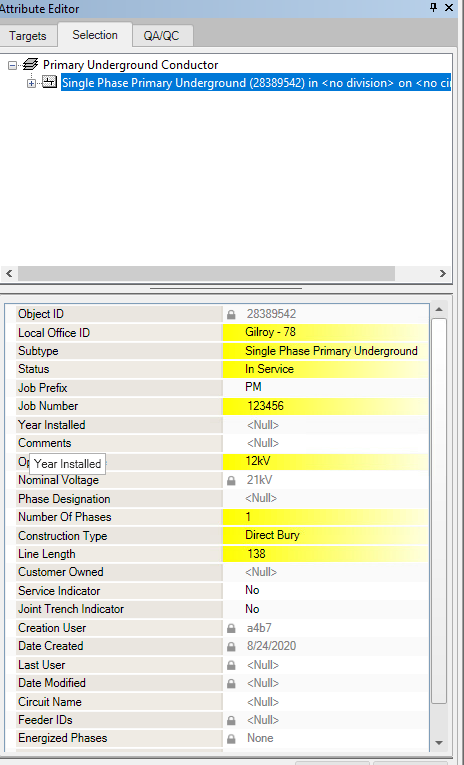 Attribute Editor
Targets Selection QA/QC
Primary Underground Conductor
Single Phase Primary Underground (28389542) in <no division> on <no
Object ID 28389542
Local Office ID Gilroy - 78
Subtype Single Phase Primary Underground
Status In Service
Job Prefix PM
Job Number 123456
Year Installed <Null>
Comments <Null>
Year Installed 12kV
Nominal Voltage 21kV
Phase Designation <Null>
Number Of Phases 1
Construction Type Direct Bury
Line Length 138
Customer Owned <Null>
Service Indicator No
Joint Trench Indicator No
Creation User a4b7
Date Created 8/24/2020
Last User <Null>
Date Modified <Null>
Circuit Name <Null>
Feeder IDs <Null>
Energized Phases None